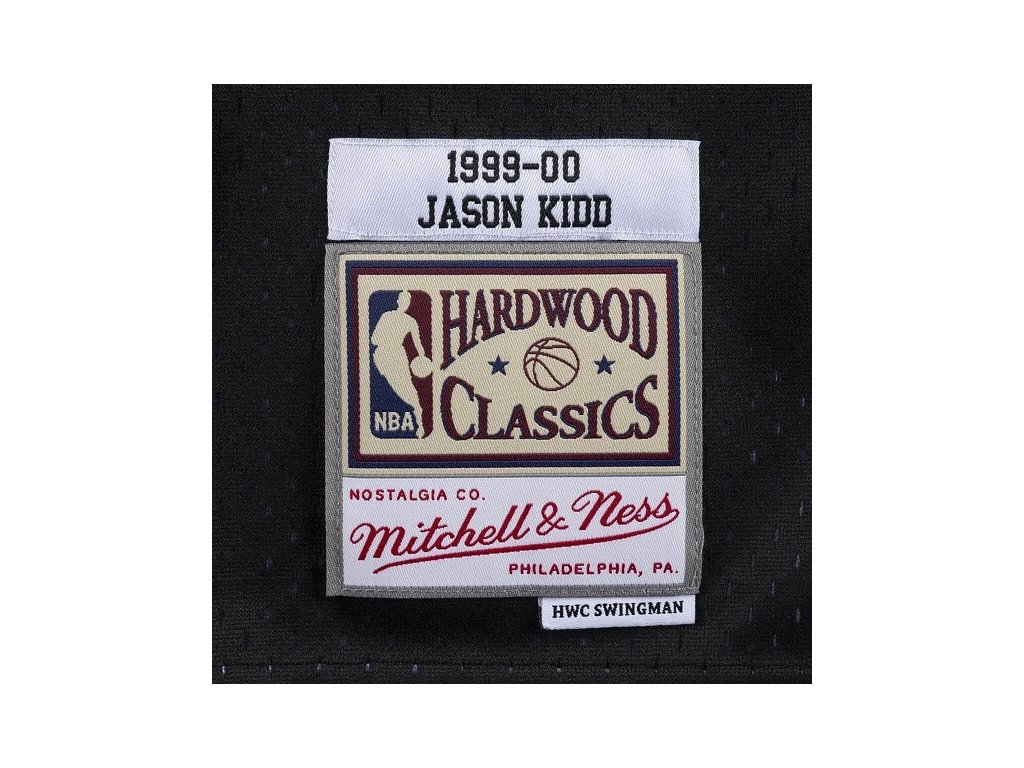 1999-00
JASON KIDD
HARDWOOD
CLASSICS
NBA
NOSTALGIA CO.
Mitchell & Ness
PHILADELPHIA, PA.
HWC SWINGMAN